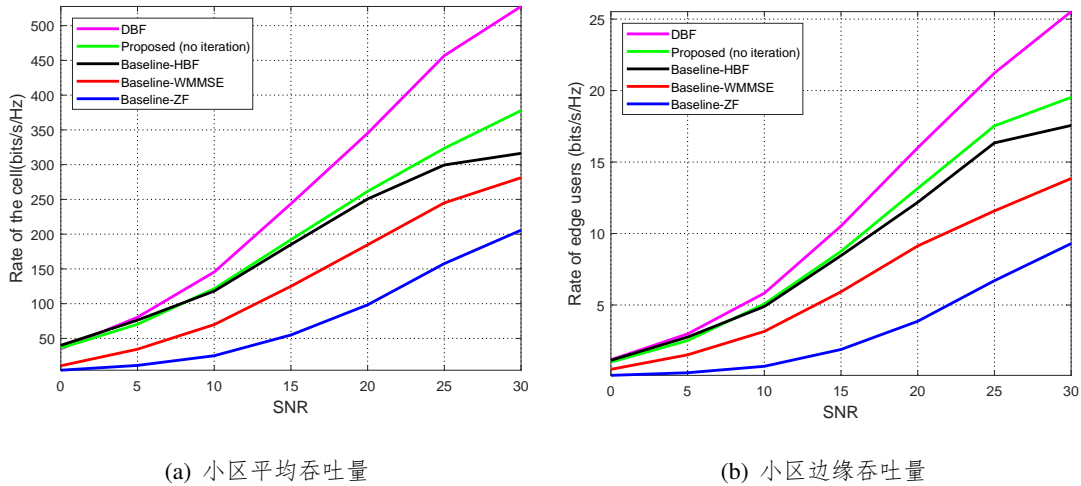 500
450
400
350
300
250
200
150
100
50
Rate of the cell(bits/s/Hz)
DBF
Proposed (no iteration)
Baseline-HBF
Baseline-WMMSE
Baseline-ZF
0 5 10 15 20 25 30
SNR
(a) 小区平均吞吐量
25
20
15
10
5
Rate of edge users (bits/s/Hz)
DBF
Proposed (no iteration)
Baseline-HBF
Baseline-WMMSE
Baseline-ZF
0 5 10 15 20 25 30
SNR
(b) 小区边缘吞吐量